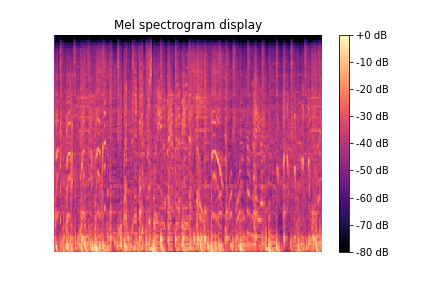 Mel spectrogram display
+0 dB
-10 dB
-20 dB
-30 dB
-40 dB
-50 dB
-60 dB
-70 dB
-80 dB